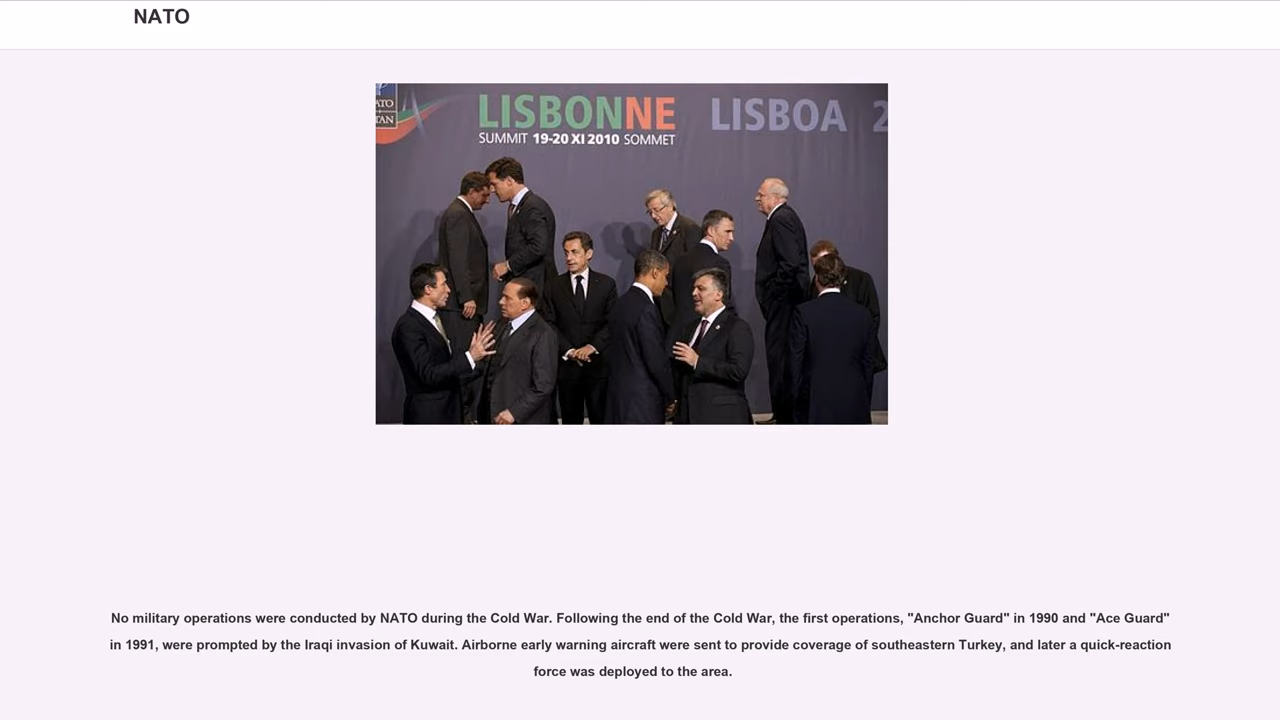 NATO
ATO
TAN
LISBONNE LISBOA 2
SUMMIT 19-20 XI 2010 SOMMET
No military operations were conducted by NATO during the Cold War. Following the end of the Cold War, the first operations, "Anchor Guard" in 1990 and "Ace Guard"
in 1991, were prompted by the Iraqi invasion of Kuwait. Airborne early warning aircraft were sent to provide coverage of southeastern Turkey, and later a quick-reaction
force was deployed to the area.